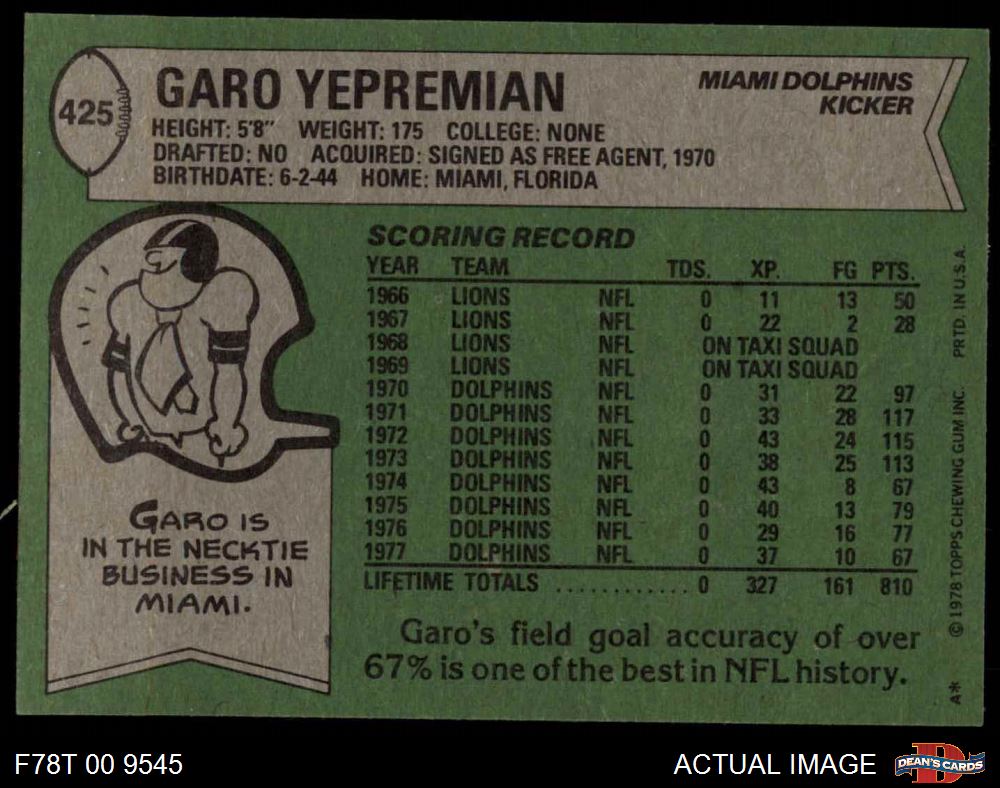 425
GARO YEPREMIAN
MIAMI DOLPHINS
KICKER
HEIGHT: 5'8" WEIGHT: 175 COLLEGE: NONE
DRAFTED: NO ACQUIRED: SIGNED AS FREE AGENT, 1970
BIRTHDATE: 6-2-44 HOME: MIAMI, FLORIDA
SCORING RECORD
YEAR TEAM TDS. XP. FG PTS.
1966 LIONS NFL 0 11 13 50
1967 LIONS NFL 0 22 2 28
1968 LIONS NFL ON TAXI SQUAD
1969 LIONS NFL ON TAXI SQUAD
1970 DOLPHINS NFL 0 31 22 97
1971 DOLPHINS NFL 0 33 28 117
1972 DOLPHINS NFL 0 43 24 115
1973 DOLPHINS NFL 0 38 25 113
1974 DOLPHINS NFL 0 43 8 67
1975 DOLPHINS NFL 0 40 13 79
1976 DOLPHINS NFL 0 29 16 77
1977 DOLPHINS NFL 0 37 10 67
LIFETIME TOTALS ............ 0 327 161 810
GARO IS
IN THE NECKTIE
BUSINESS IN
MIAMI.
Garo's field goal accuracy of over
67% is one of the best in NFL history.
A* © 1978 TOPPS CHEWING GUM INC. PRTD. IN U.S.A.
F78T 00 9545
ACTUAL IMAGE
DEAN'S CARDS